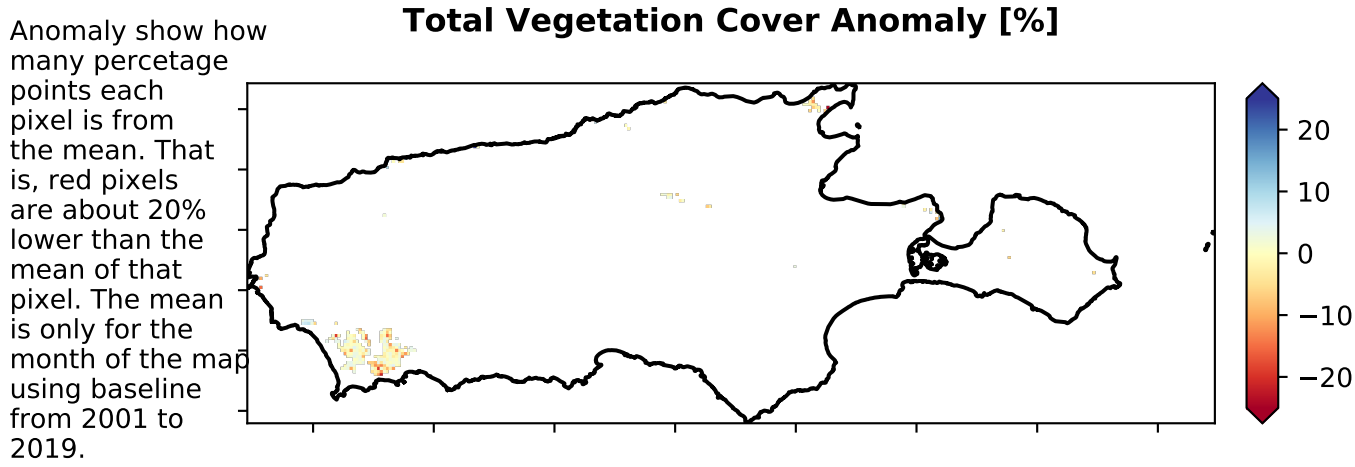 Total Vegetation Cover Anomaly [%]
Anomaly show how
many percetage
points each
pixel is from
the mean. That
is, red pixels
are about 20%
lower than the
mean of that
pixel. The mean
is only for the
month of the map
using baseline
from 2001 to
2019.
20
10
0
−10
−20